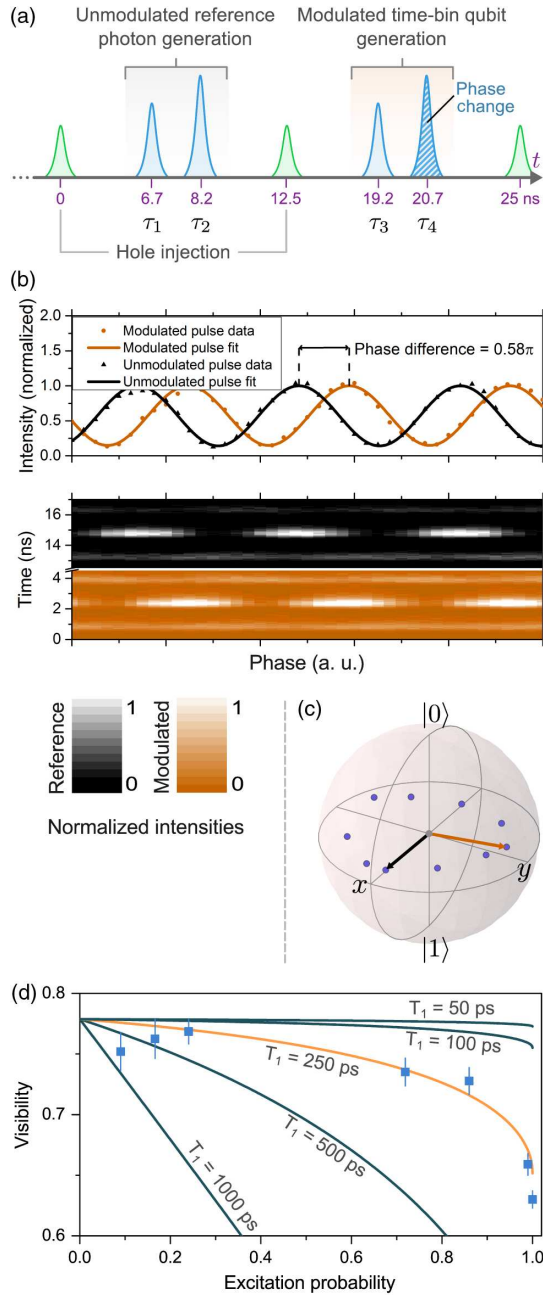 (a)
Unmodulated reference
photon generation
Modulated time-bin qubit
generation
Phase
change
t
0
6.7
8.2
12.5
19.2
20.7
25 ns
τ1
τ2
τ3
τ4
Hole injection
(b)
Intensity (normalized)
2.0
1.5
1.0
0.5
0.0
Modulated pulse data
Modulated pulse fit
Unmodulated pulse data
Unmodulated pulse fit
Phase difference = 0.58π
Time (ns)
16
14
4
2
0
Phase (a. u.)
Reference
1
0
Modulated
1
0
Normalized intensities
(c)
|0⟩
x
y
|1⟩
(d)
Visibility
0.8
0.7
0.6
T1 = 50 ps
T1 = 100 ps
T1 = 250 ps
T1 = 500 ps
T1 = 1000 ps
0.0
0.2
0.4
0.6
0.8
1.0
Excitation probability